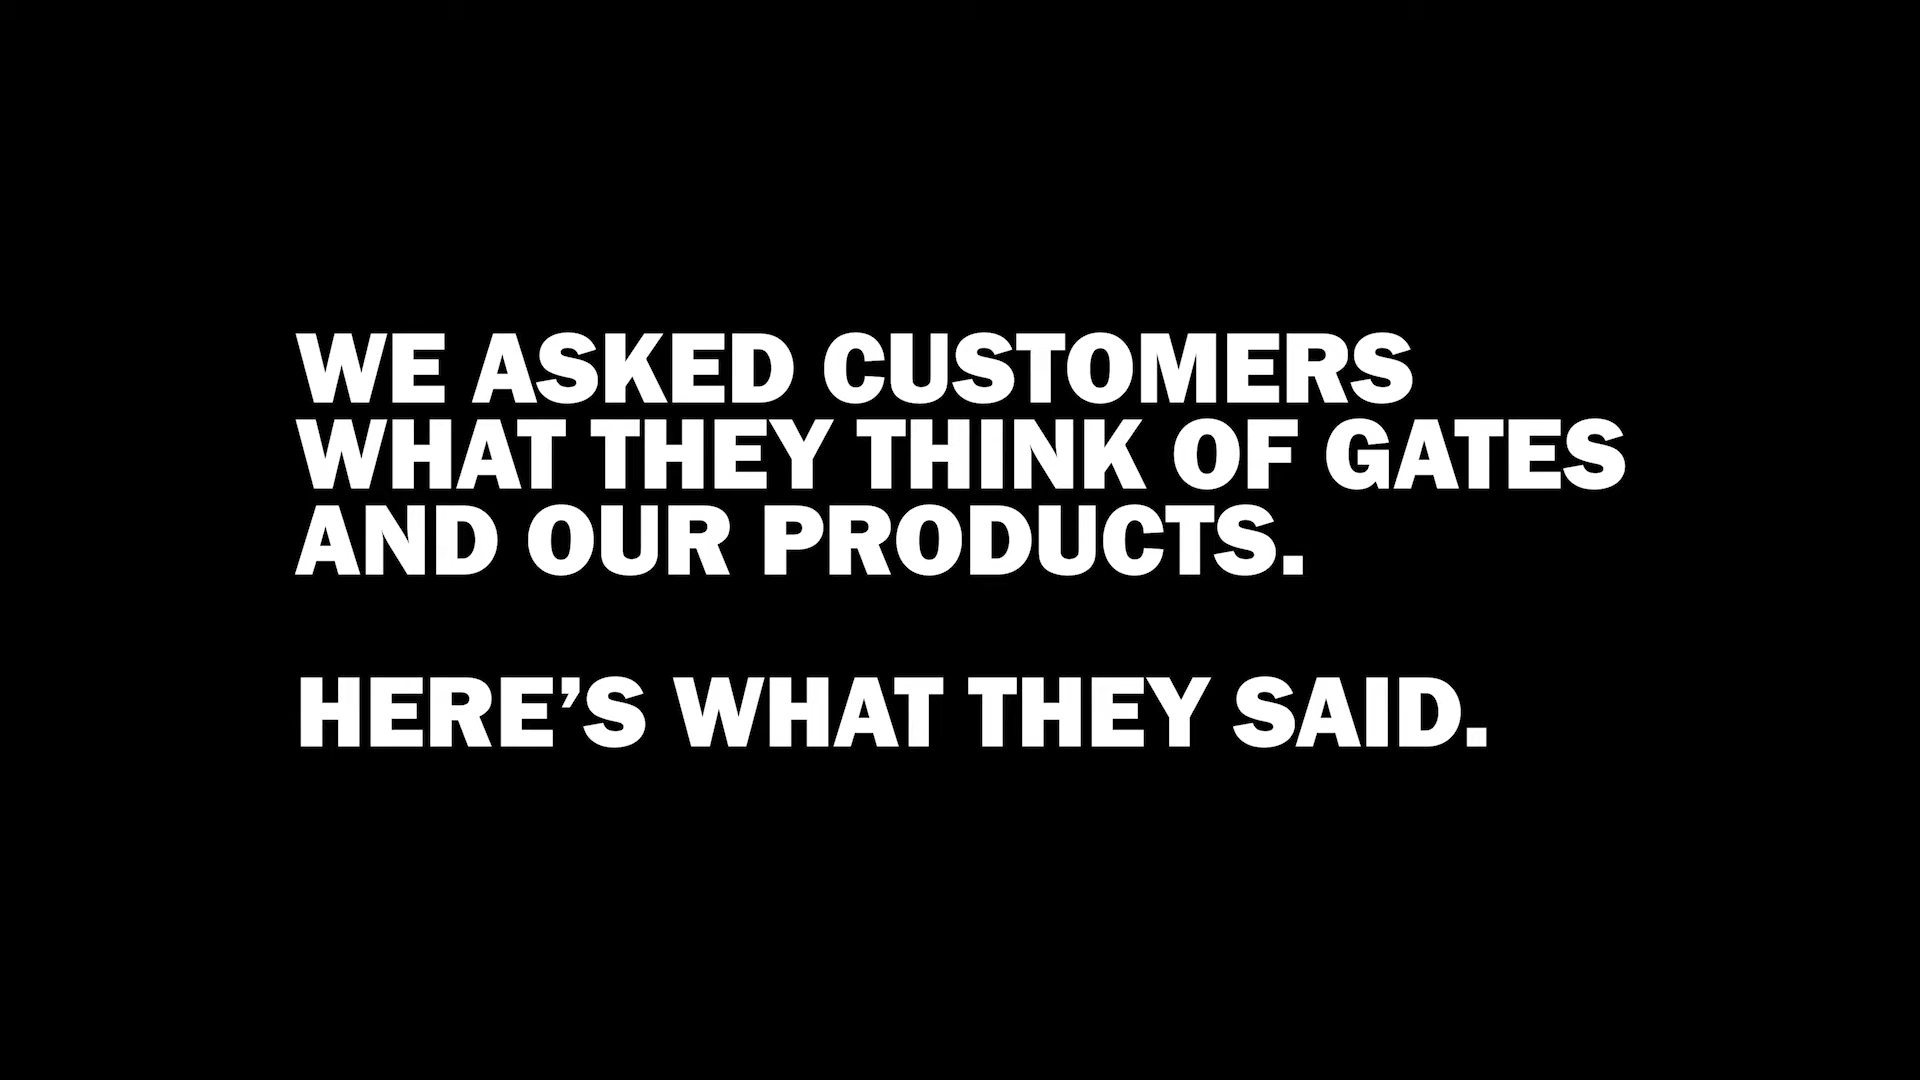 WE ASKED CUSTOMERS
WHAT THEY THINK OF GATES
AND OUR PRODUCTS.
HERE’S WHAT THEY SAID.